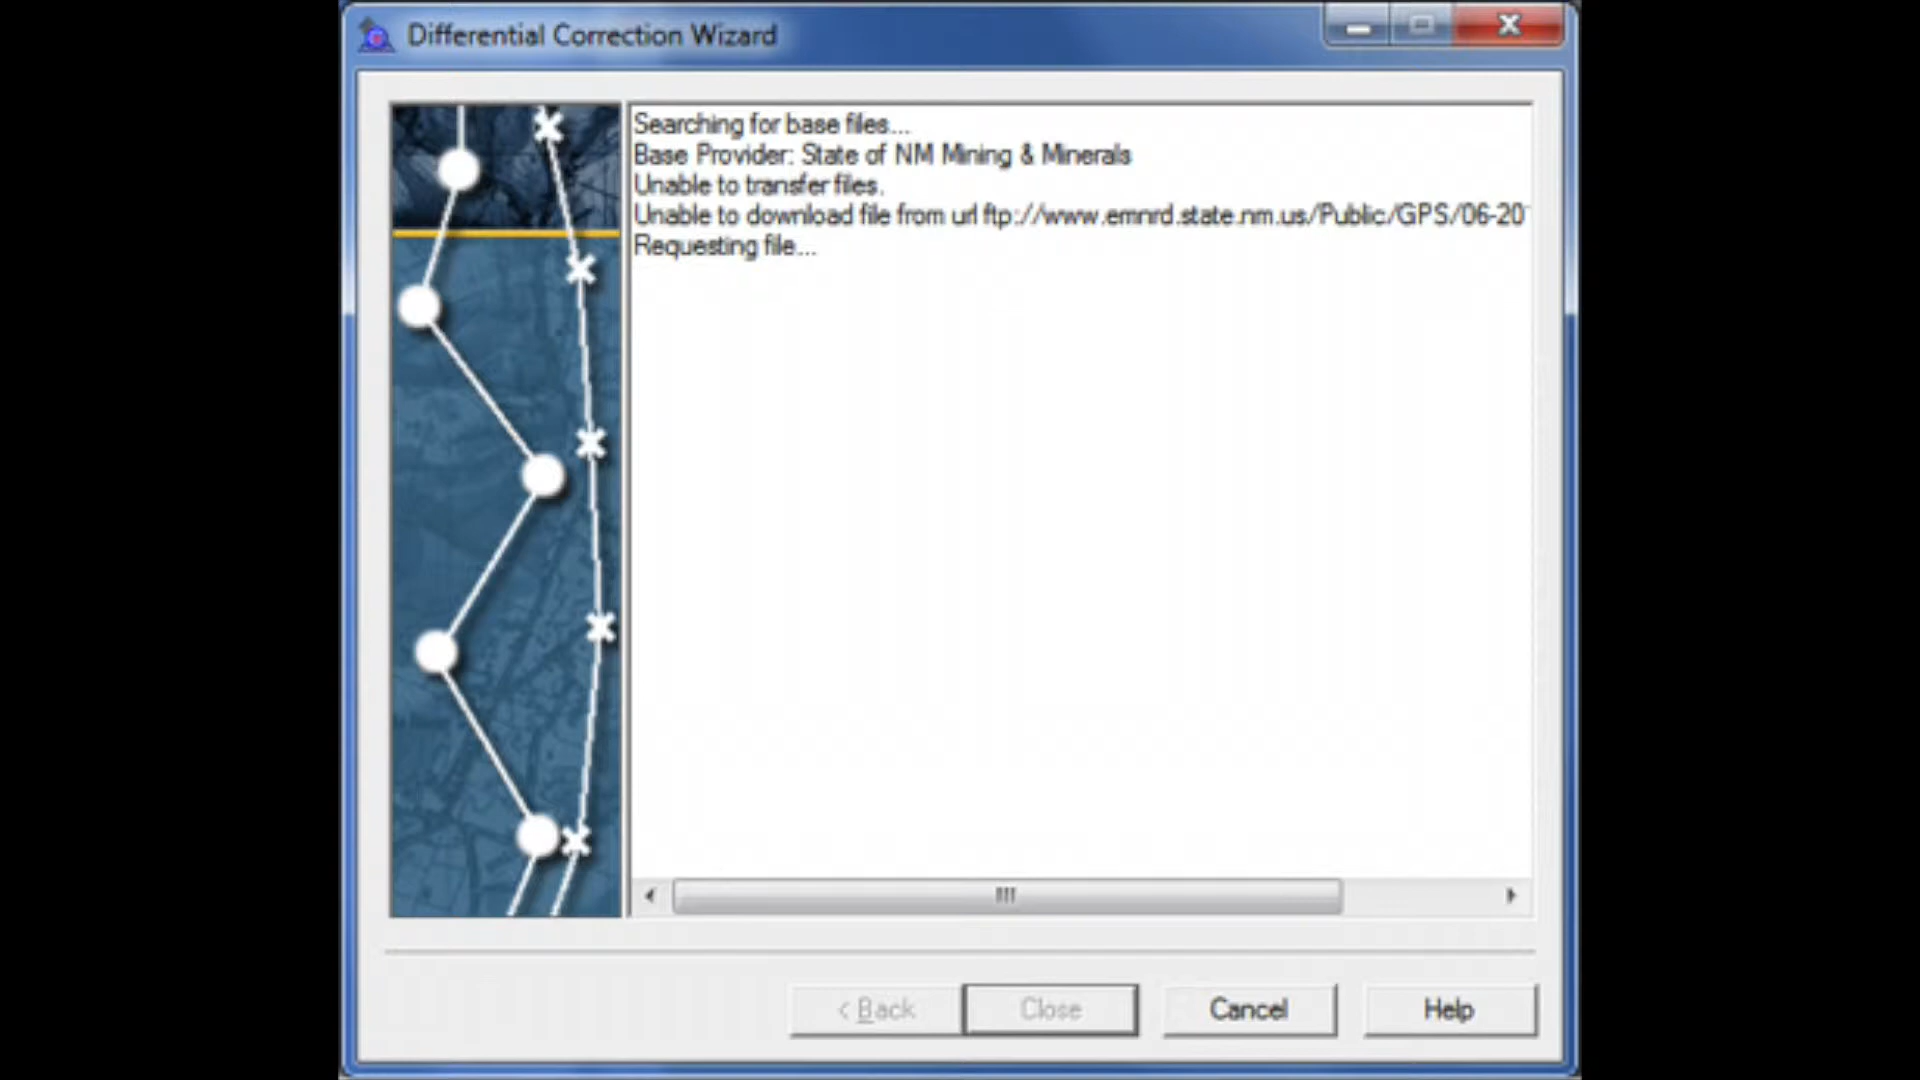 Differential Correction Wizard
Searching for base files...
Base Provider: State of NM Mining & Minerals
Unable to transfer files.
Unable to download file from url ftp://www.emnrd.state.nm.us/Public/GPS/06-20
Requesting file...
< Back
Close
Cancel
Help